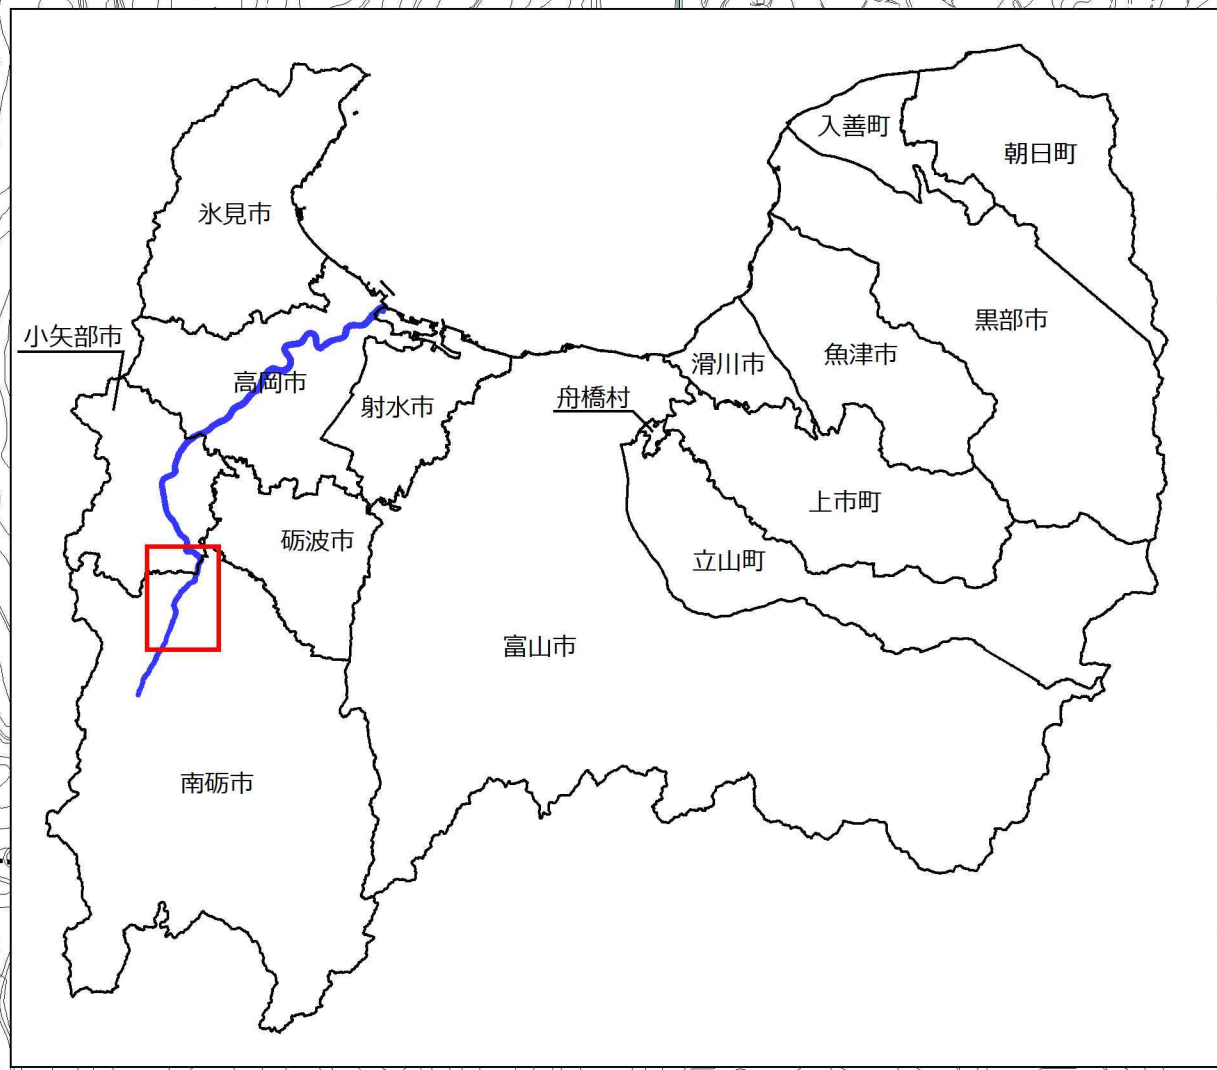 入善町
朝日町
氷見市
黒部市
小矢部市
魚津市
滑川市
高岡市
舟橋村
射水市
上市町
砺波市
立山町
富山市
南砺市